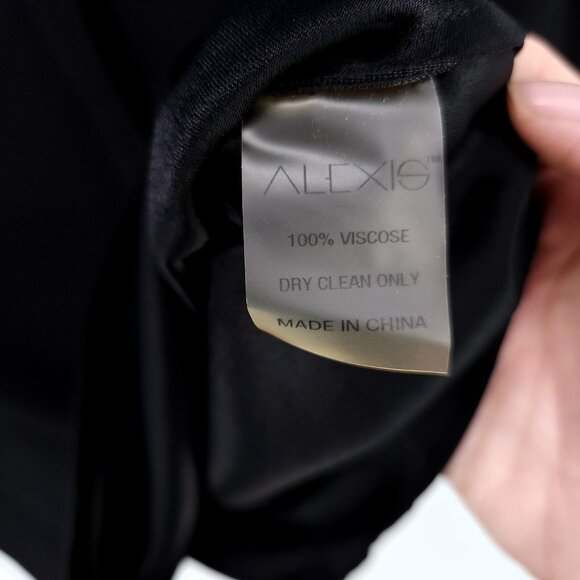 ALEXIS™
100% VISCOSE
DRY CLEAN ONLY
MADE IN CHINA